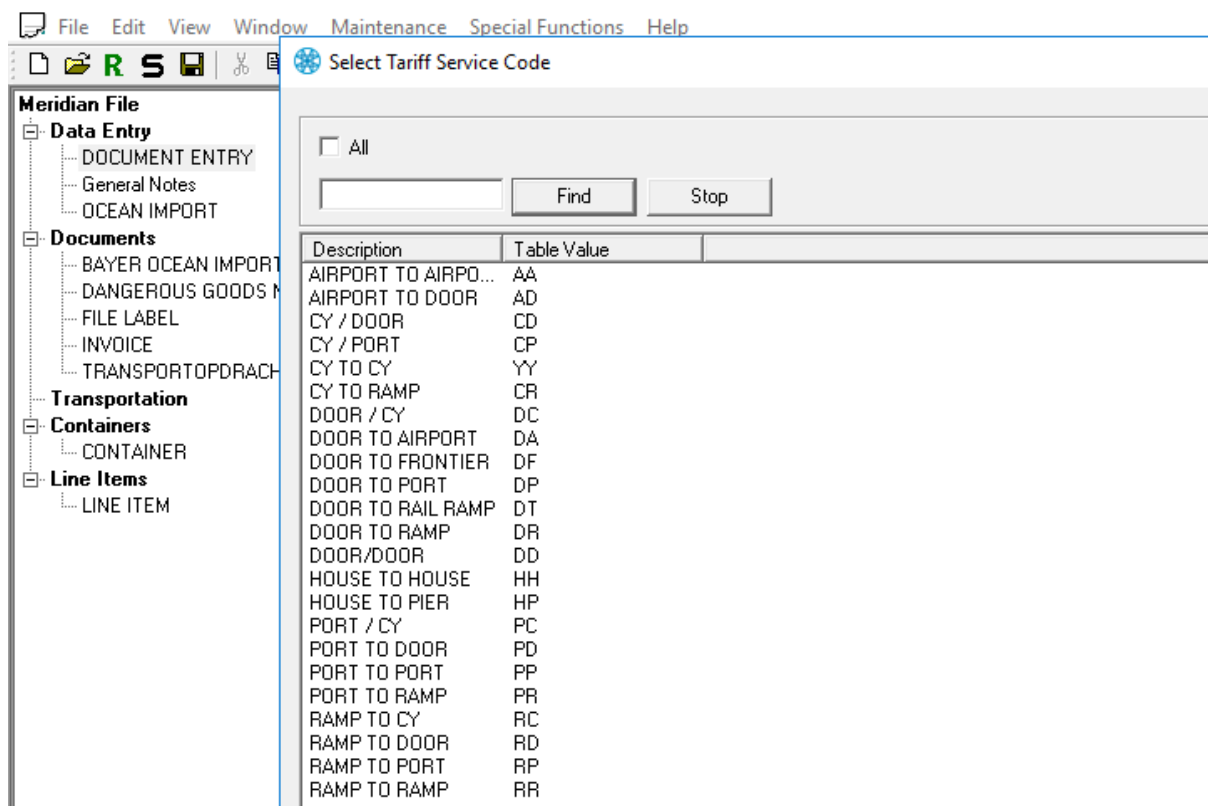 File Edit View Window Maintenance Special Functions Help
R S Select Tariff Service Code
Meridian File
Data Entry
DOCUMENT ENTRY
General Notes
OCEAN IMPORT
Documents
BAYER OCEAN IMPORT
DANGEROUS GOODS
FILE LABEL
INVOICE
TRANSPORTOPDRACH
Transportation
Containers
CONTAINER
Line Items
LINE ITEM
All
Find Stop
Description Table Value
AIRPORT TO AIRPO... AA
AIRPORT TO DOOR AD
CY / DOOR CD
CY / PORT CP
CY TO CY YY
CY TO RAMP CR
DOOR / CY DC
DOOR TO AIRPORT DA
DOOR TO FRONTIER DF
DOOR TO PORT DP
DOOR TO RAIL RAMP DT
DOOR TO RAMP DR
DOOR/DOOR DD
HOUSE TO HOUSE HH
HOUSE TO PIER HP
PORT / CY PC
PORT TO DOOR PD
PORT TO PORT PP
PORT TO RAMP PR
RAMP TO CY RC
RAMP TO DOOR RD
RAMP TO PORT RP
RAMP TO RAMP RR